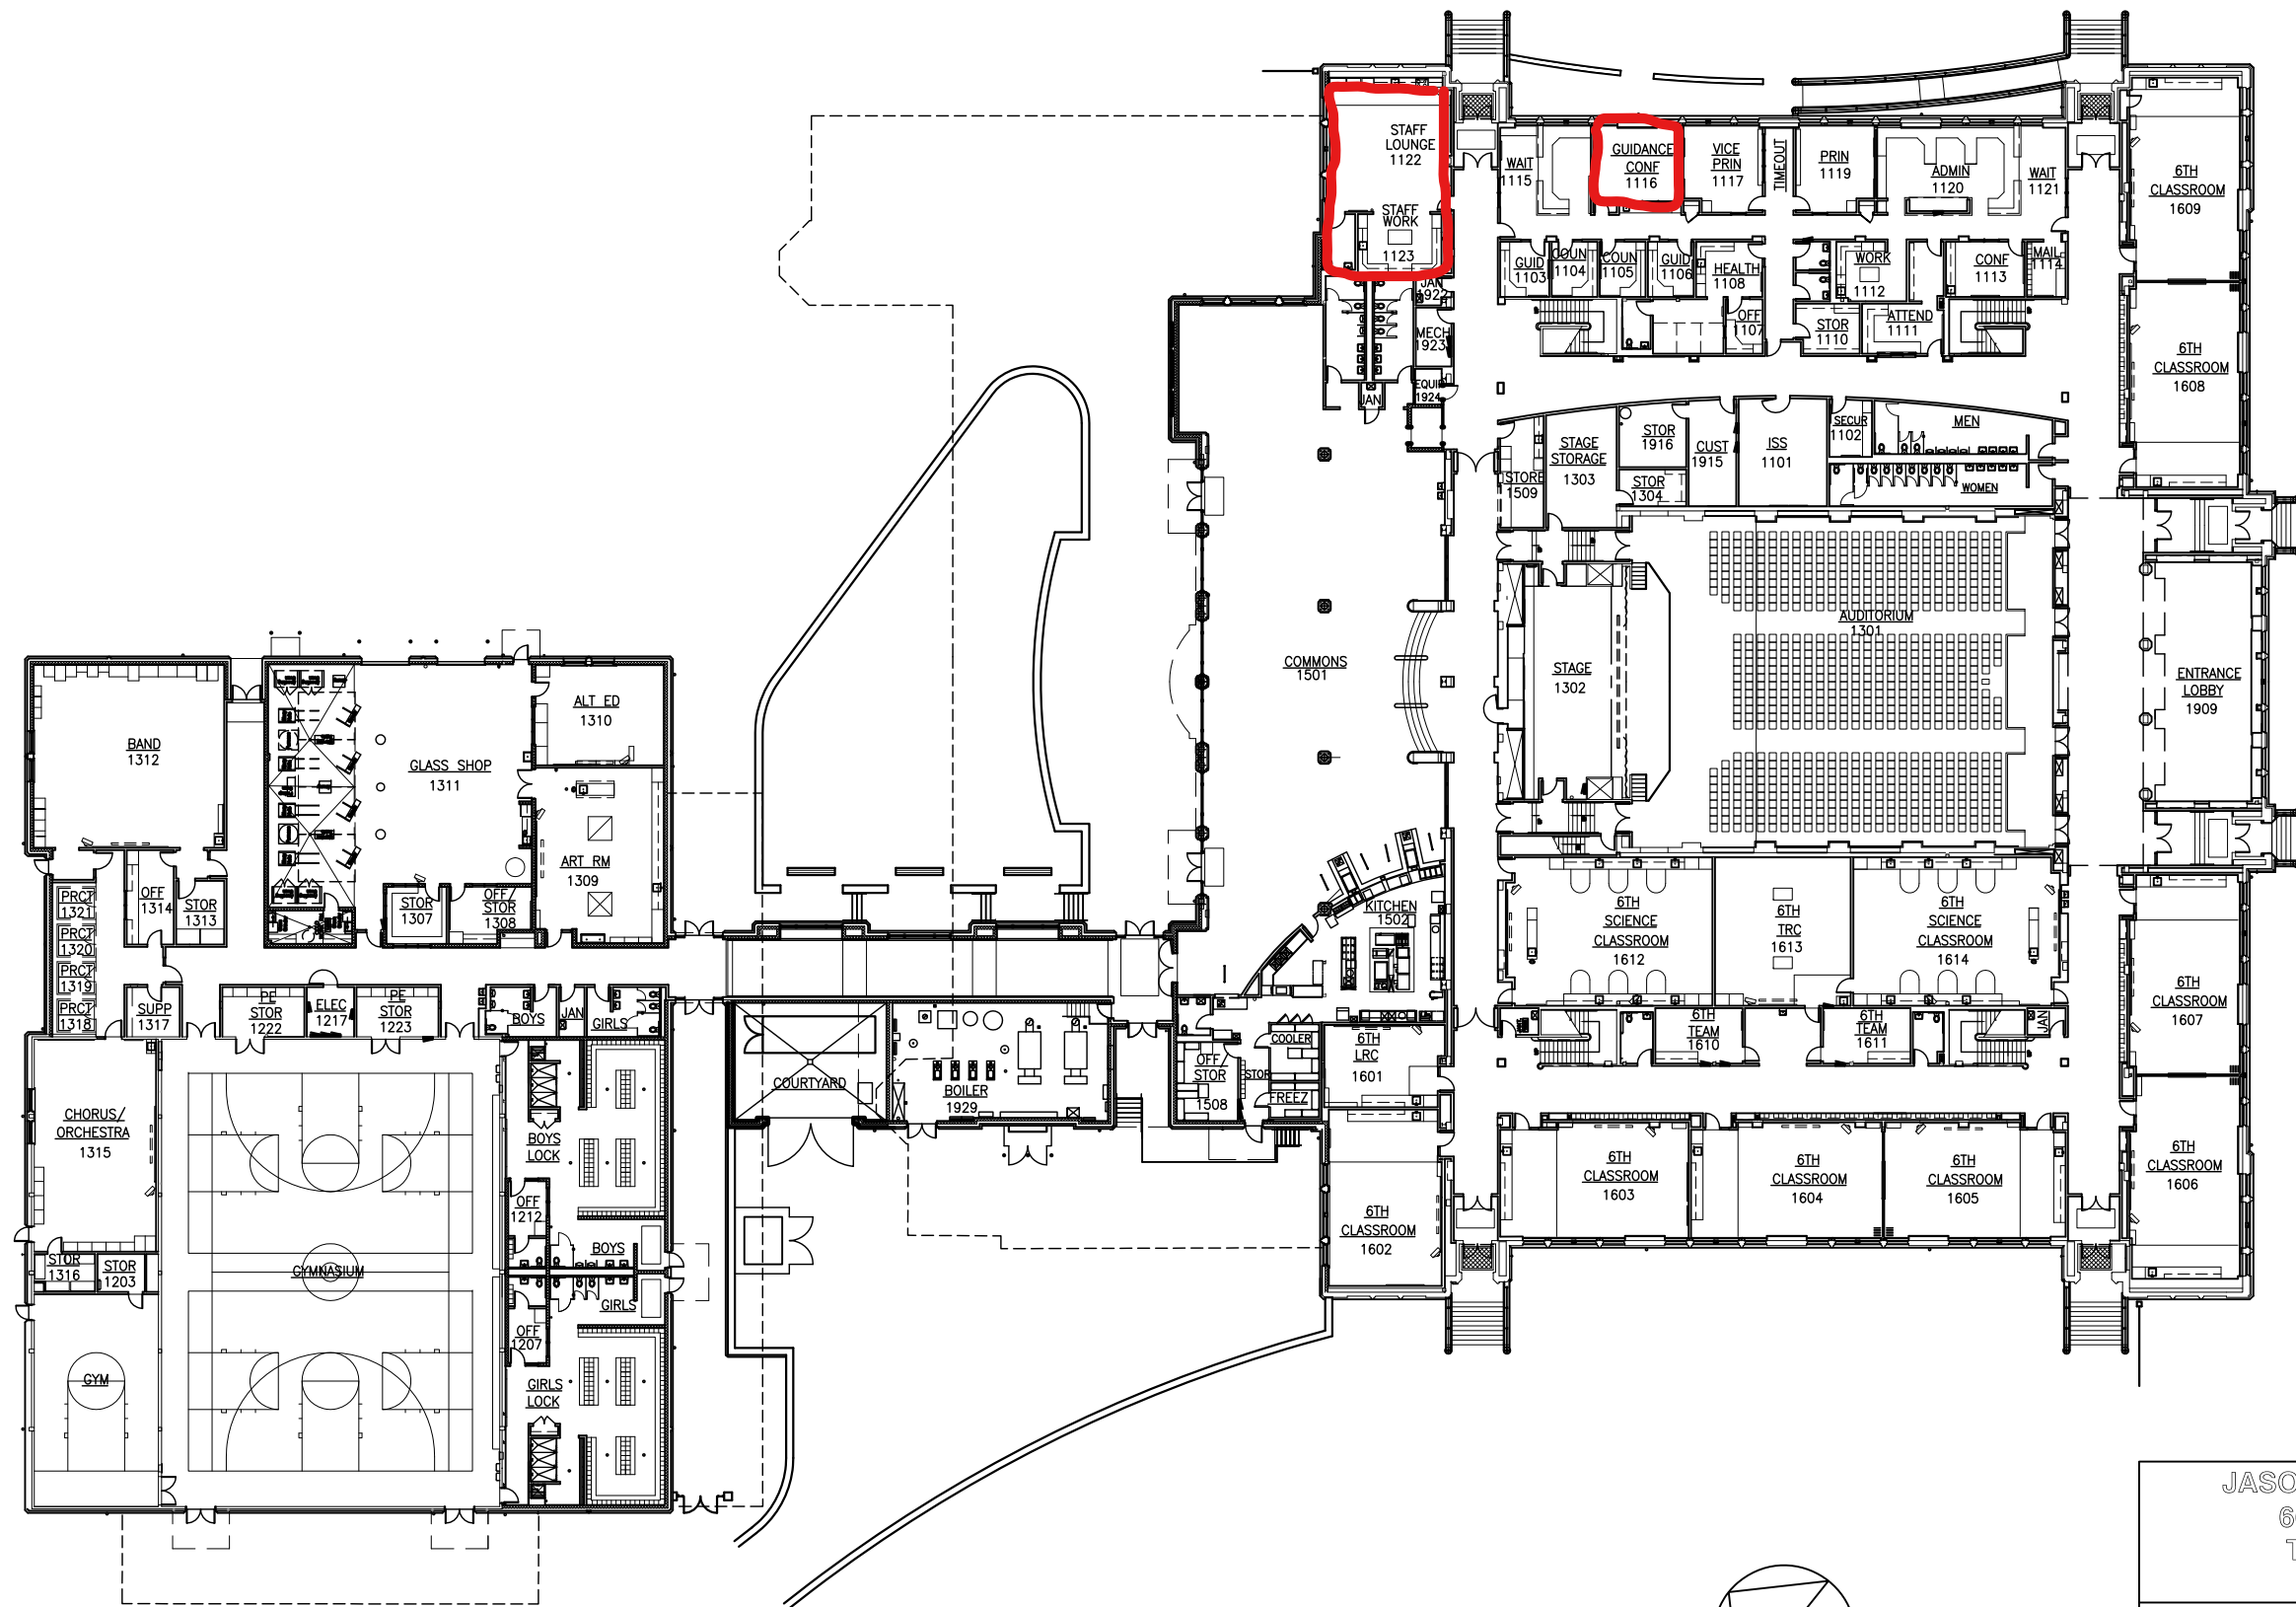 STAFF
LOUNGE
1122
STAFF
WORK
1123
WAIT
1115
GUIDANCE
CONF
1116
VICE
PRIN
1117
TIMEOUT
PRIN
1119
ADMIN
1120
WAIT
1121
6TH
CLASSROOM
1609
GUID
1103
COUN
1104
COUN
1105
GUID
1106
HEALTH
1108
OFF
1107
WORK
1112
CONF
1113
MAIL
1114
STOR
1110
ATTEND
1111
JAN
1922
MECH
1923
EQUIP
1924
JAN
6TH
CLASSROOM
1608
STORE
1509
STAGE
STORAGE
1303
STOR
1916
STOR
1304
CUST
1915
ISS
1101
SECUR
1102
MEN
WOMEN
COMMONS
1501
STAGE
1302
AUDITORIUM
1301
ENTRANCE
LOBBY
1909
BAND
1312
GLASS SHOP
1311
ALT ED
1310
ART RM
1309
OFF
1314
STOR
1313
STOR
1307
OFF/
STOR
1308
PRCT
1321
PRCT
1320
PRCT
1319
PRCT
1318
SUPP
1317
PE
STOR
1222
ELEC
1217
PE
STOR
1223
BOYS
JAN
GIRLS
KITCHEN
1502
6TH
SCIENCE
CLASSROOM
1612
6TH
TRC
1613
6TH
SCIENCE
CLASSROOM
1614
6TH
CLASSROOM
1607
6TH
TEAM
1610
6TH
TEAM
1611
JAN
COURTYARD
BOILER
1929
OFF/
STOR
1508
STOR
COOLER
FREEZ
6TH
LRC
1601
6TH
CLASSROOM
1602
6TH
CLASSROOM
1603
6TH
CLASSROOM
1604
6TH
CLASSROOM
1605
6TH
CLASSROOM
1606
CHORUS/
ORCHESTRA
1315
STOR
1316
STOR
1203
GYMNASIUM
GYM
BOYS
LOCK
OFF
1212
BOYS
GIRLS
OFF
1207
GIRLS
LOCK
JASO
6
T